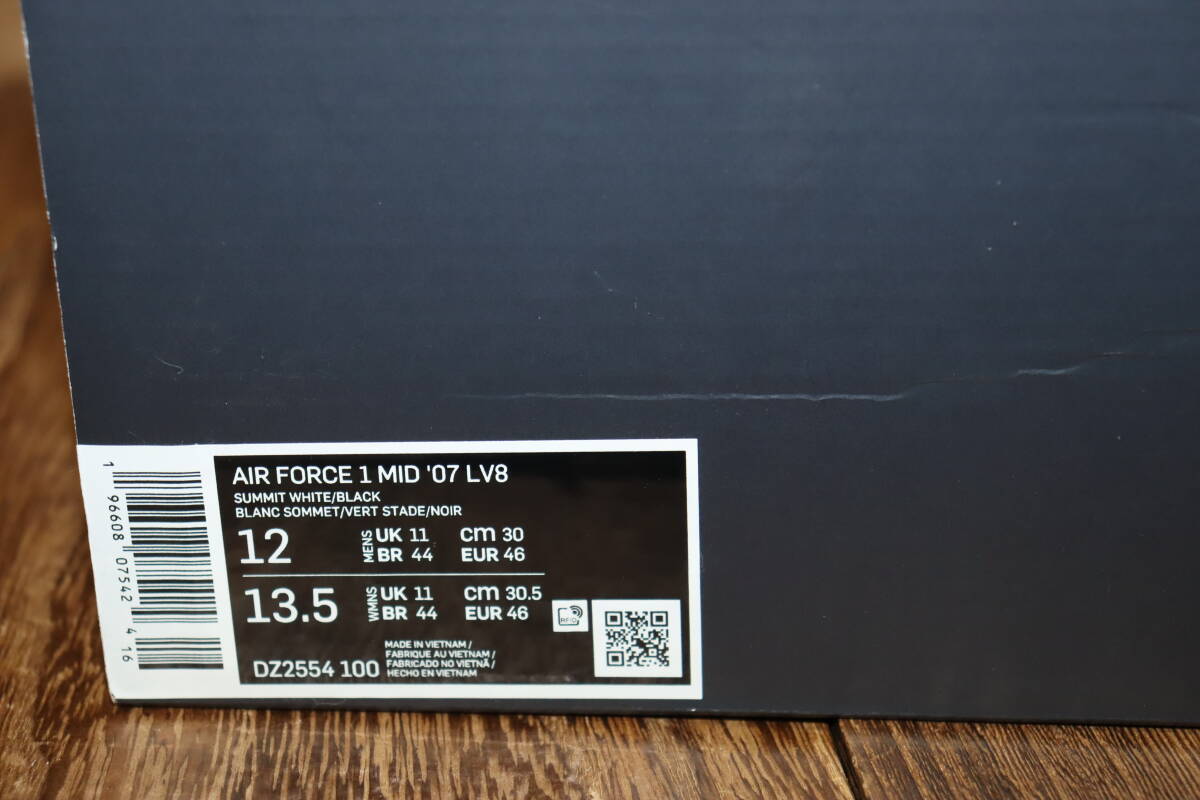 AIR FORCE 1 MID '07 LV8
SUMMIT WHITE/BLACK
BLANC SOMMET/VERT STADE/NOIR
12 MENS UK 11 cm 30
BR 44 EUR 46
13.5 WMNS UK 11 cm 30.5
BR 44 EUR 46
RFID
DZ2554 100
MADE IN VIETNAM /
FABRIQUE AU VIETNAM /
FABRICADO NO VIETNÃ /
HECHO EN VIETNAM
1 96608 07542 4 16